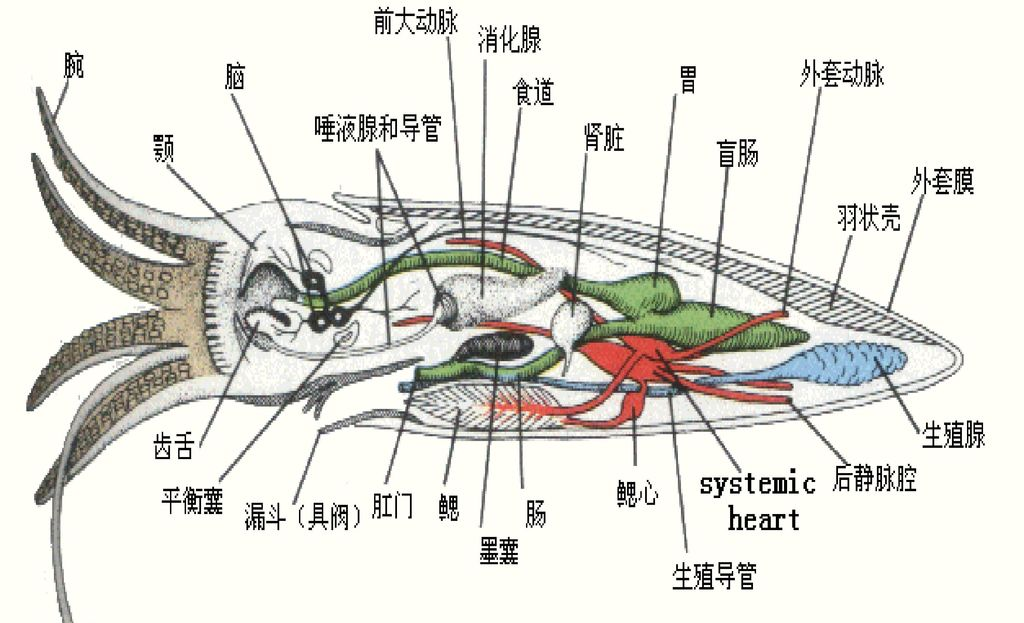 前大动脉
消化腺
腕
脑
食道
胃
外套动脉
唾液腺和导管
肾脏
颚
盲肠
外套膜
羽状壳
齿舌
生殖腺
平衡囊
漏斗（具阀）
肛门
鳃
肠
鳃心
systemic
heart
后静脉腔
墨囊
生殖导管